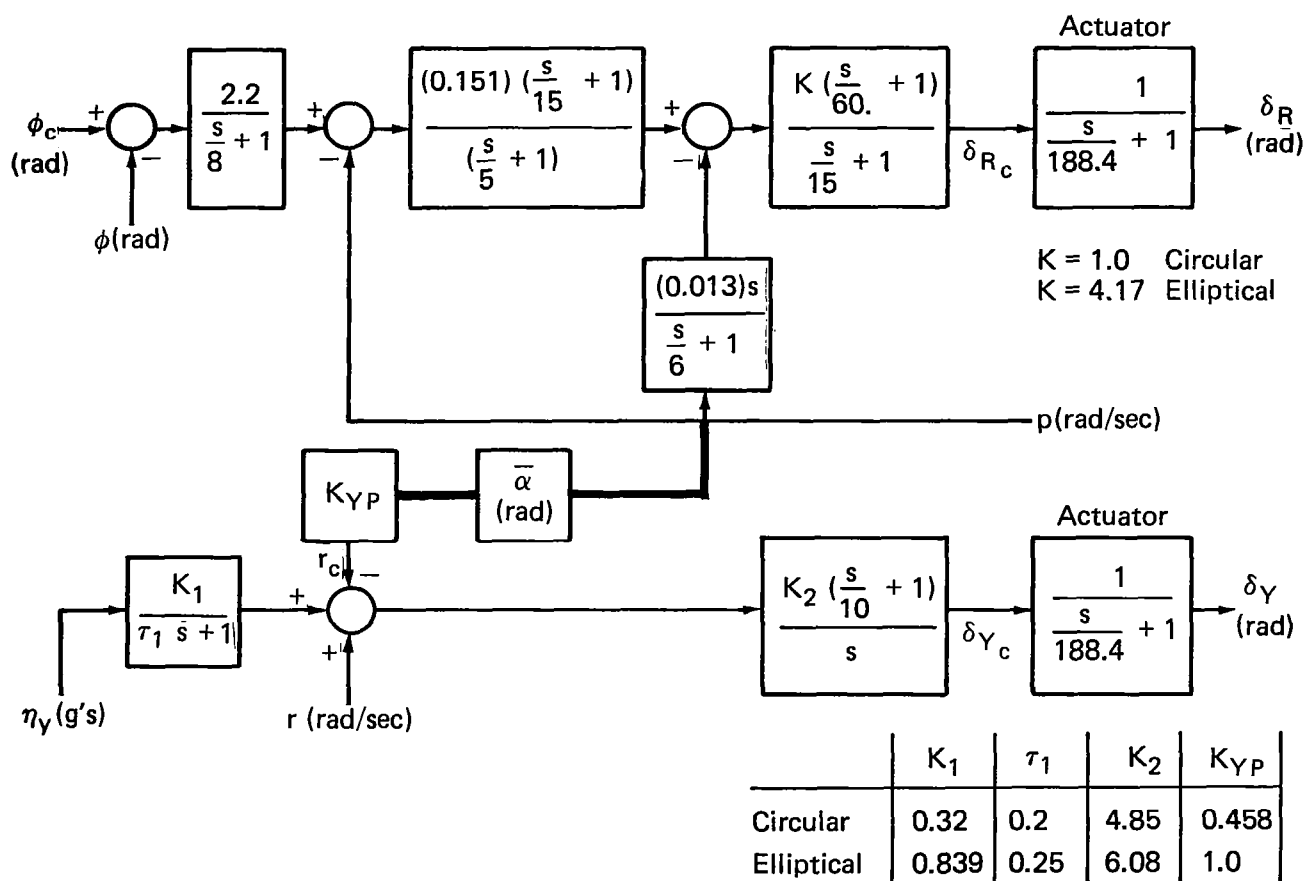 Actuator
ϕc (rad)
+
−
ϕ(rad)
2.2
s/8 + 1
+
−
(0.151) (s/15 + 1)
(s/5 + 1)
+
−
K (s/60. + 1)
s/15 + 1
δRc
1
s/188.4 + 1
δR (rad)
K = 1.0 Circular
K = 4.17 Elliptical
(0.013)s
s/6 + 1
p(rad/sec)
KYP
α̅ (rad)
rc
−
+
+
K1
τ1 s + 1
ηy (g's)
r (rad/sec)
K2 (s/10 + 1)
s
δYc
Actuator
1
s/188.4 + 1
δY (rad)
K1 τ1 K2 KYP
Circular 0.32 0.2 4.85 0.458
Elliptical 0.839 0.25 6.08 1.0